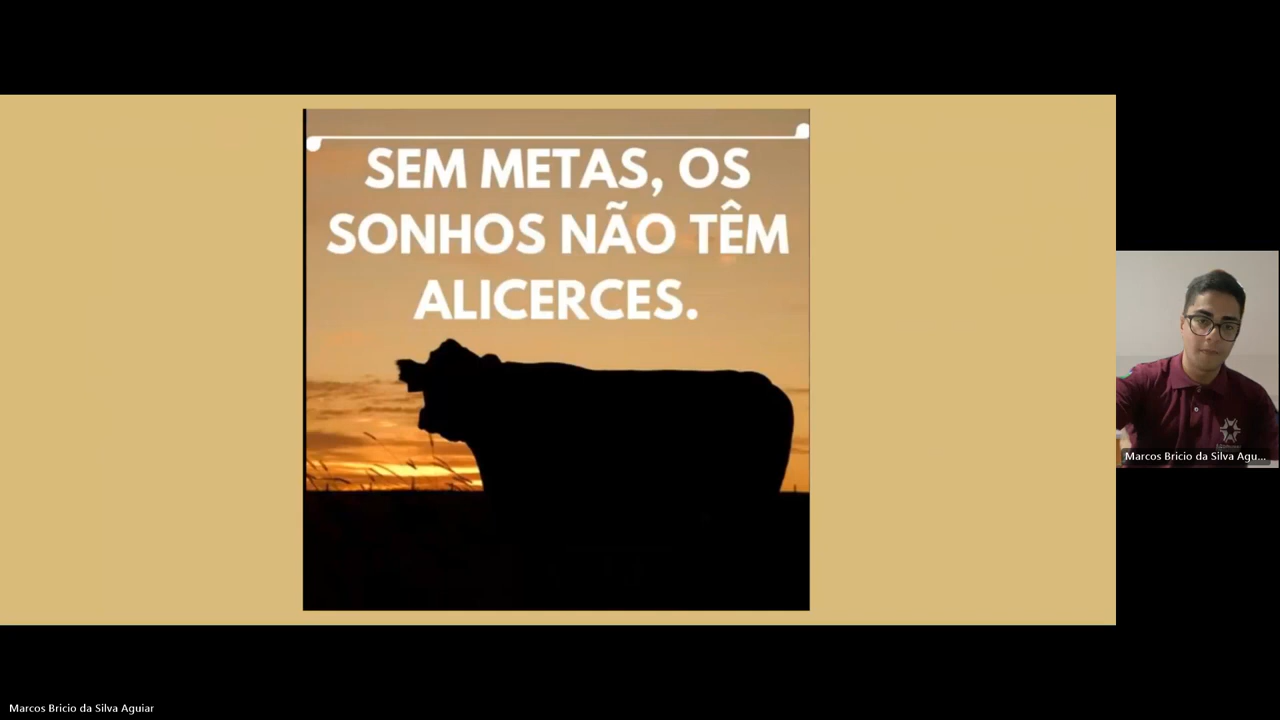 SEM METAS, OS
SONHOS NÃO TÊM
ALICERCES.
Marcos Bricio da Silva Agu...
Marcos Bricio da Silva Aguiar